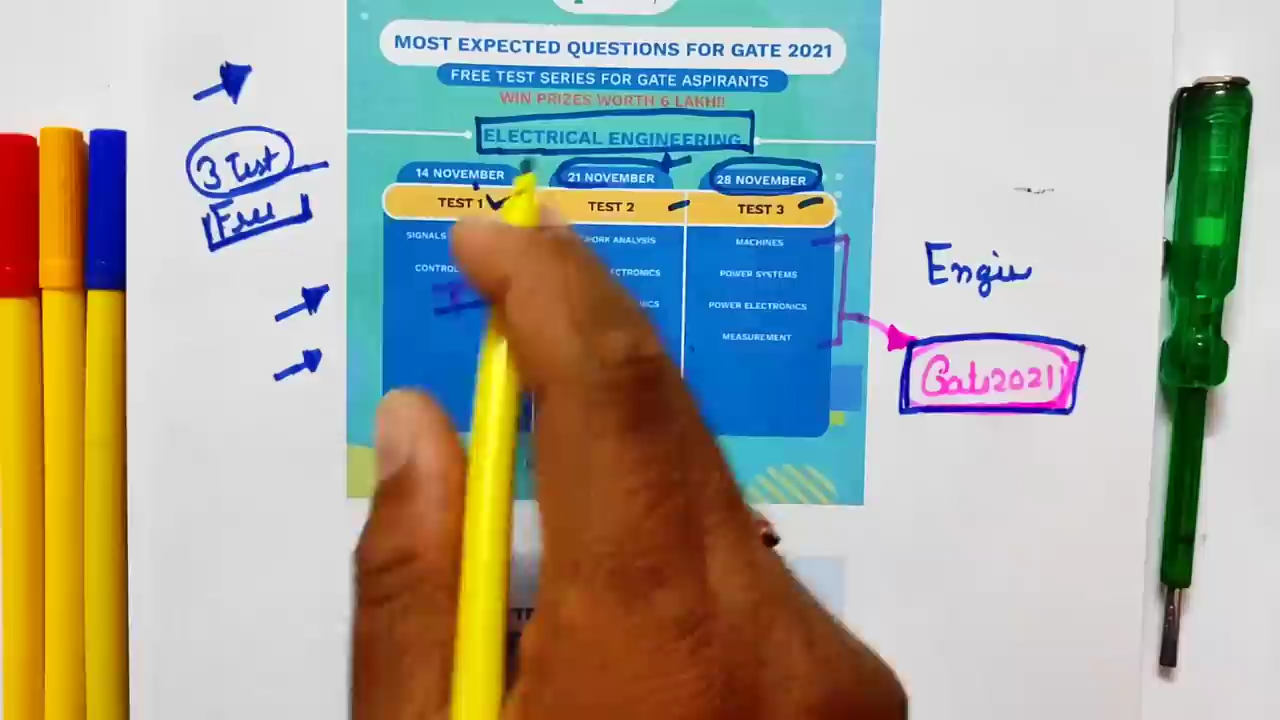 MOST EXPECTED QUESTIONS FOR GATE 2021
FREE TEST SERIES FOR GATE ASPIRANTS
WIN PRIZES WORTH 6 LAKH!!
ELECTRICAL ENGINEERING
14 NOVEMBER
21 NOVEMBER
28 NOVEMBER
TEST 1
TEST 2
TEST 3
SIGNALS
CONTROL
ANALYSIS
MACHINES
POWER SYSTEMS
POWER ELECTRONICS
MEASUREMENT
3 Test
Free
Engin
Gate2021